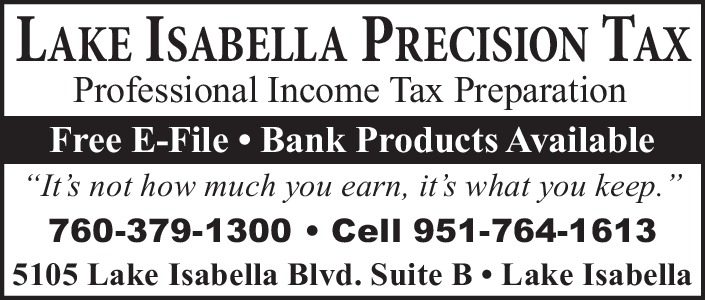 LAKE ISABELLA PRECISION TAX
Professional Income Tax Preparation
Free E-File • Bank Products Available
“It’s not how much you earn, it’s what you keep.”
760-379-1300 • Cell 951-764-1613
5105 Lake Isabella Blvd. Suite B • Lake Isabella